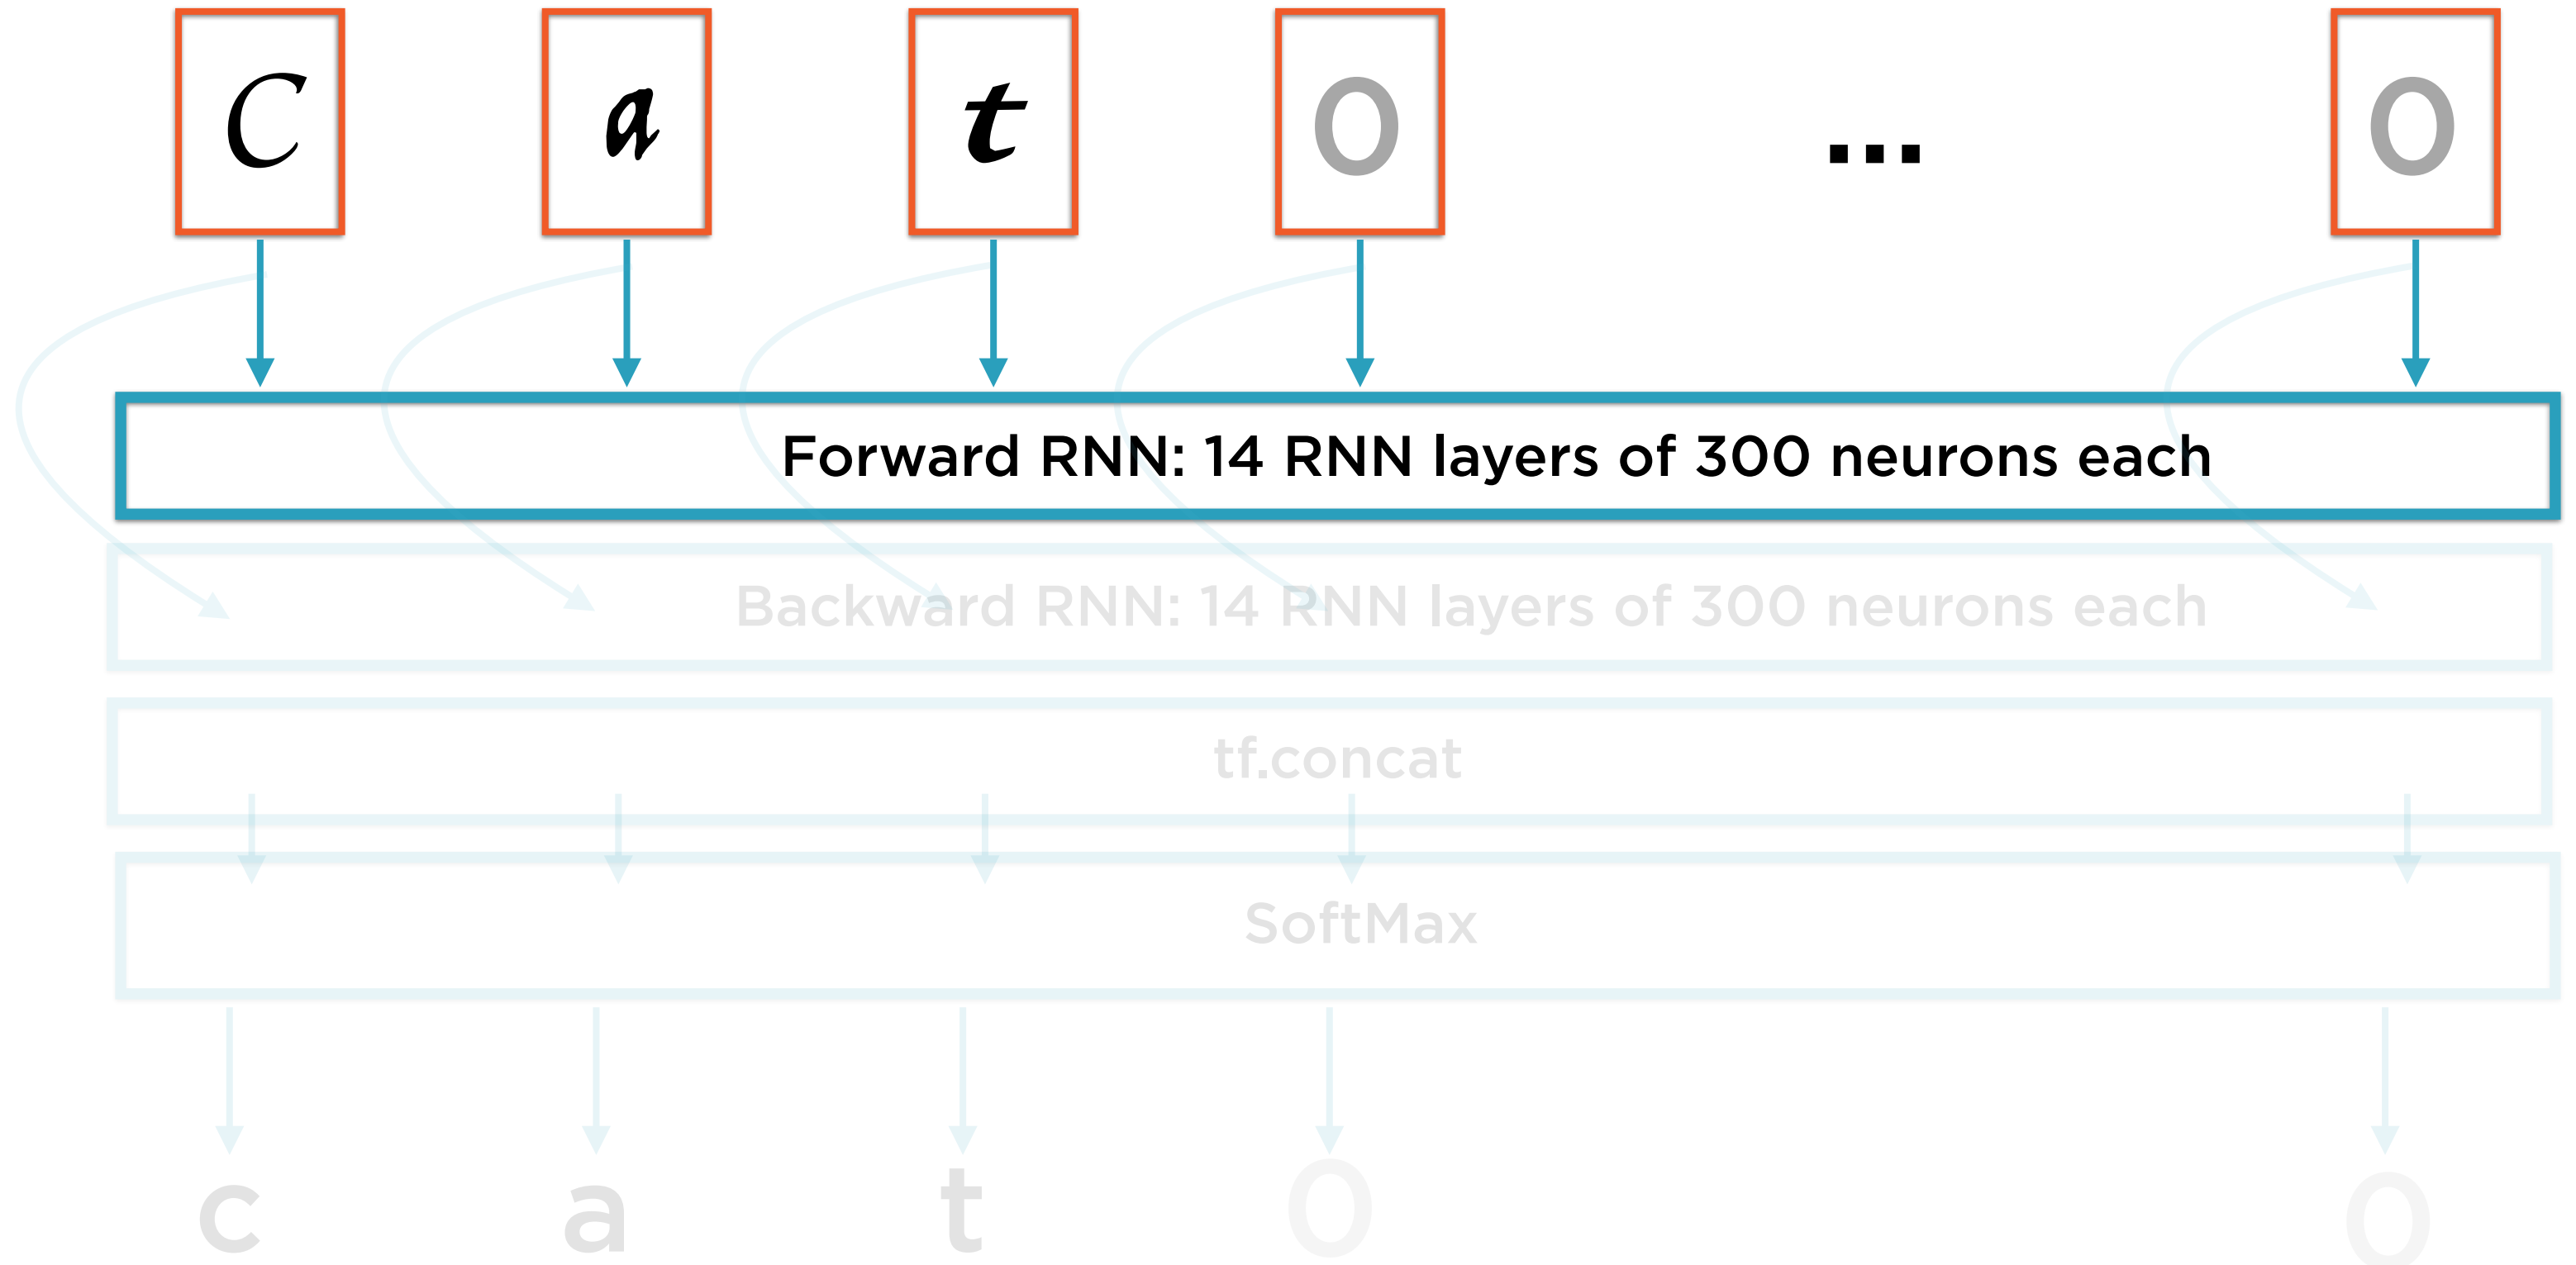 C a t 0 ... 0
Forward RNN: 14 RNN layers of 300 neurons each
Backward RNN: 14 RNN layers of 300 neurons each
tf.concat
SoftMax
c a t 0 0